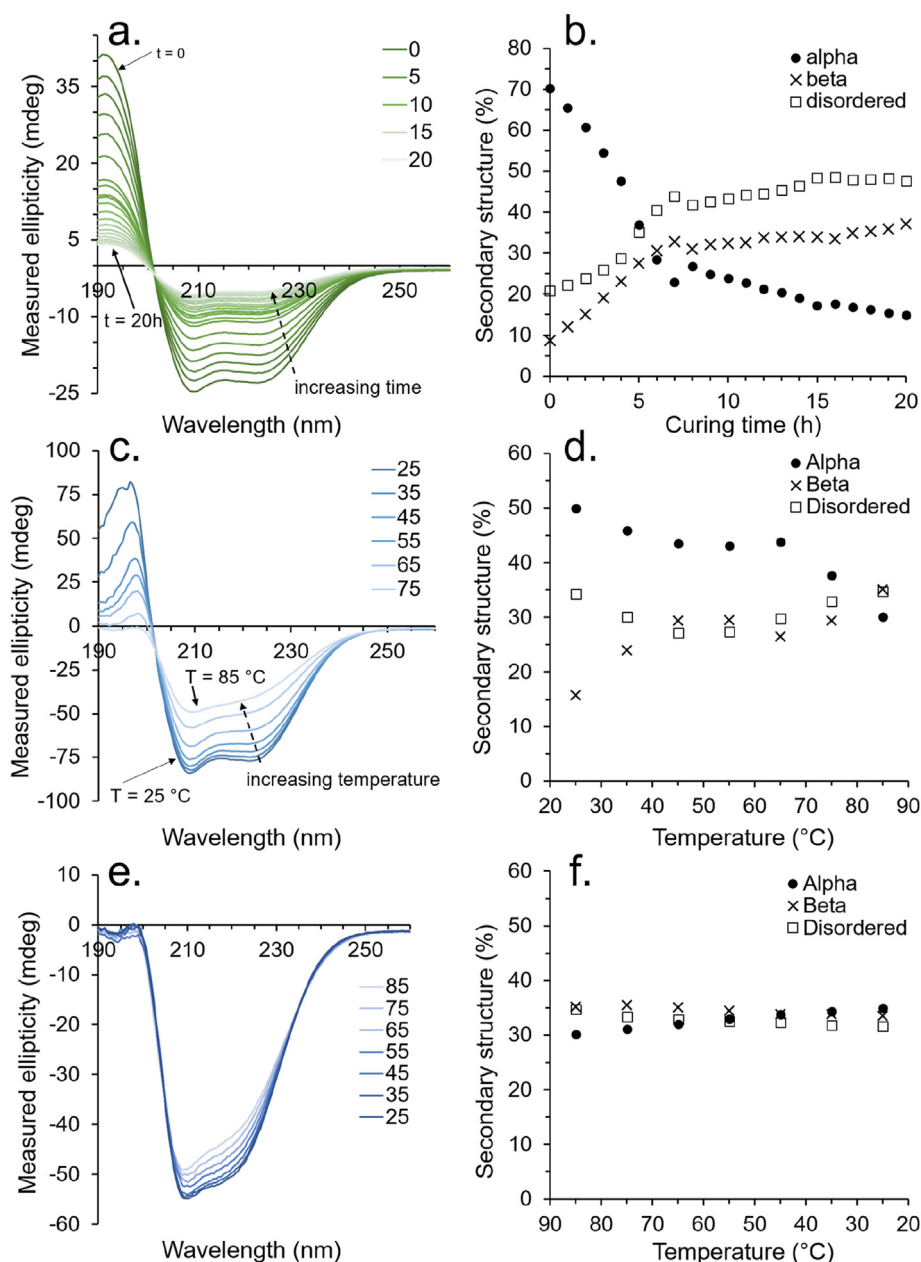 a.
t = 0
0
5
10
15
20
35
20
5
-10
-25
190
210
230
250
t = 20h
increasing time
Measured ellipticity (mdeg)
Wavelength (nm)
b.
alpha
beta
disordered
80
70
60
50
40
30
20
10
0
0
5
10
15
20
Secondary structure (%)
Curing time (h)
c.
25
35
45
55
65
75
100
75
50
25
0
-25
-50
-75
-100
190
210
230
250
T = 85 °C
T = 25 °C
increasing temperature
Measured ellipticity (mdeg)
Wavelength (nm)
d.
Alpha
Beta
Disordered
60
50
40
30
20
10
0
20
30
40
50
60
70
80
90
Secondary structure (%)
Temperature (°C)
e.
10
0
-10
-20
-30
-40
-50
-60
190
210
230
250
85
75
65
55
45
35
25
Measured ellipticity (mdeg)
Wavelength (nm)
f.
Alpha
Beta
Disordered
60
50
40
30
20
10
0
90
80
70
60
50
40
30
20
Secondary structure (%)
Temperature (°C)